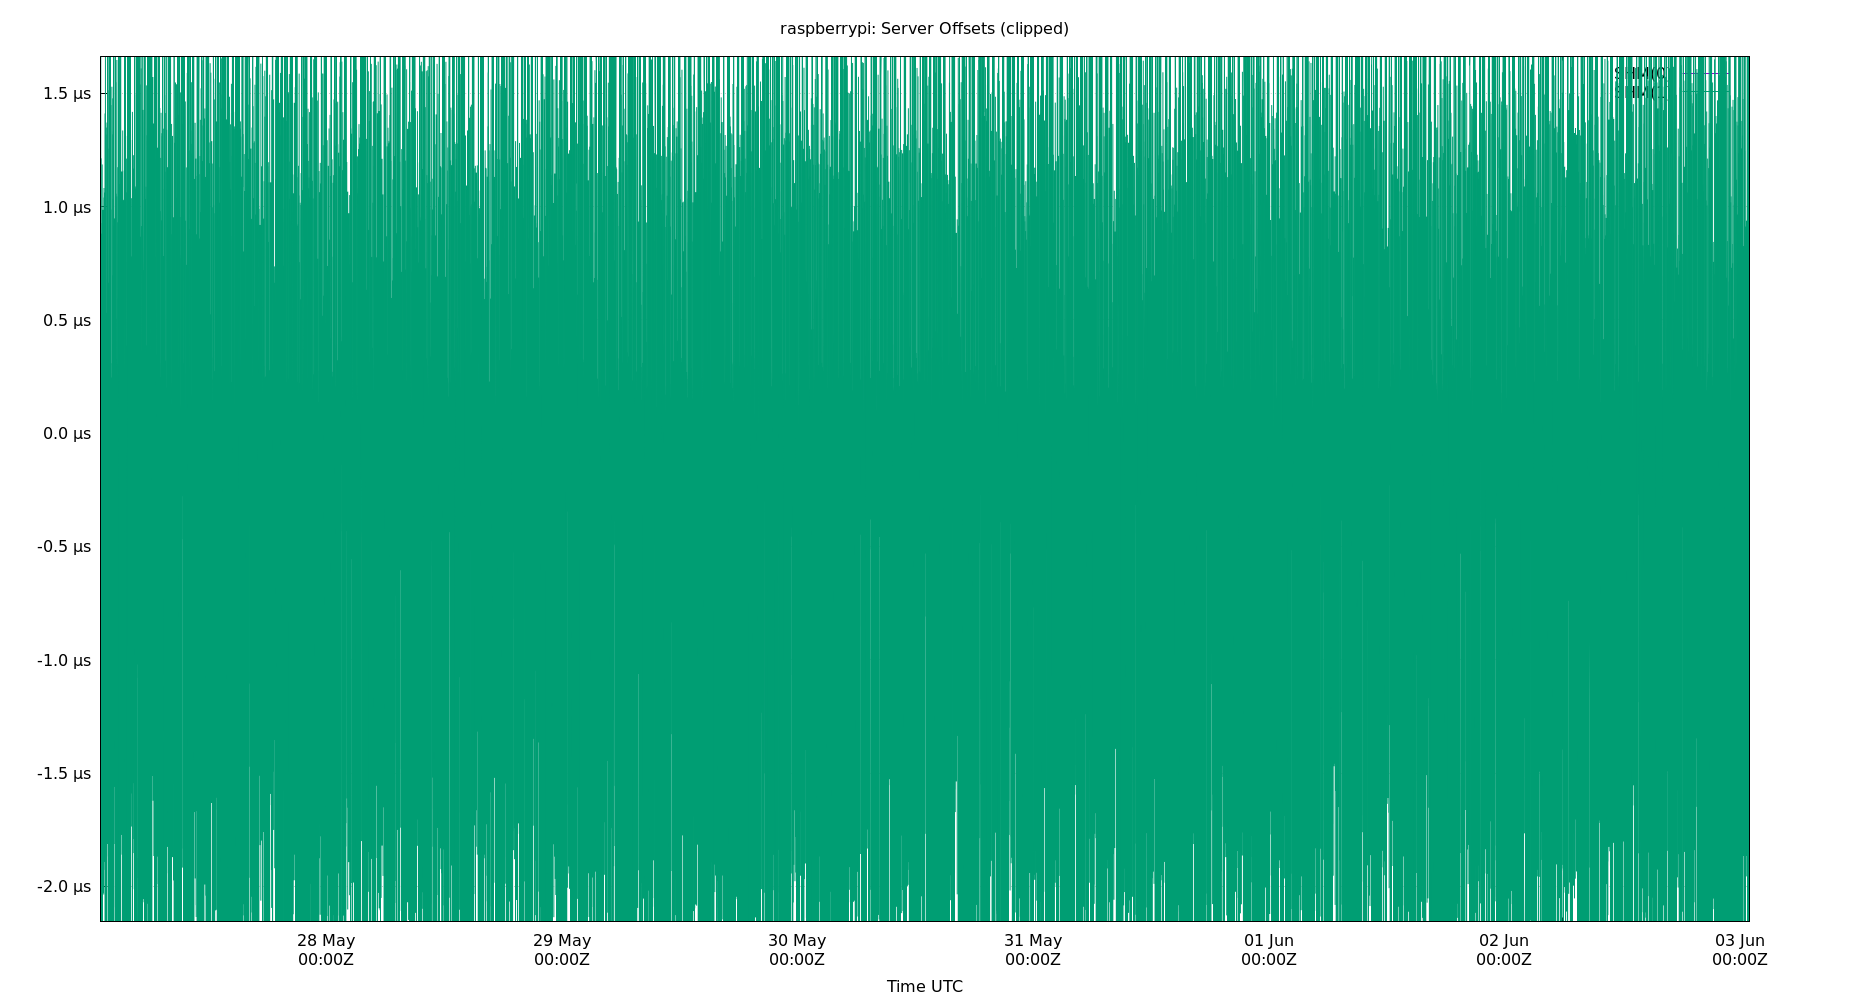 raspberrypi: Server Offsets (clipped)
SHM(0)
1.5 µs
1.0 µs
0.5 µs
0.0 µs
-0.5 µs
-1.0 µs
-1.5 µs
-2.0 µs
28 May
00:00Z
29 May
00:00Z
30 May
00:00Z
31 May
00:00Z
01 Jun
00:00Z
02 Jun
00:00Z
03 Jun
00:00Z
Time UTC